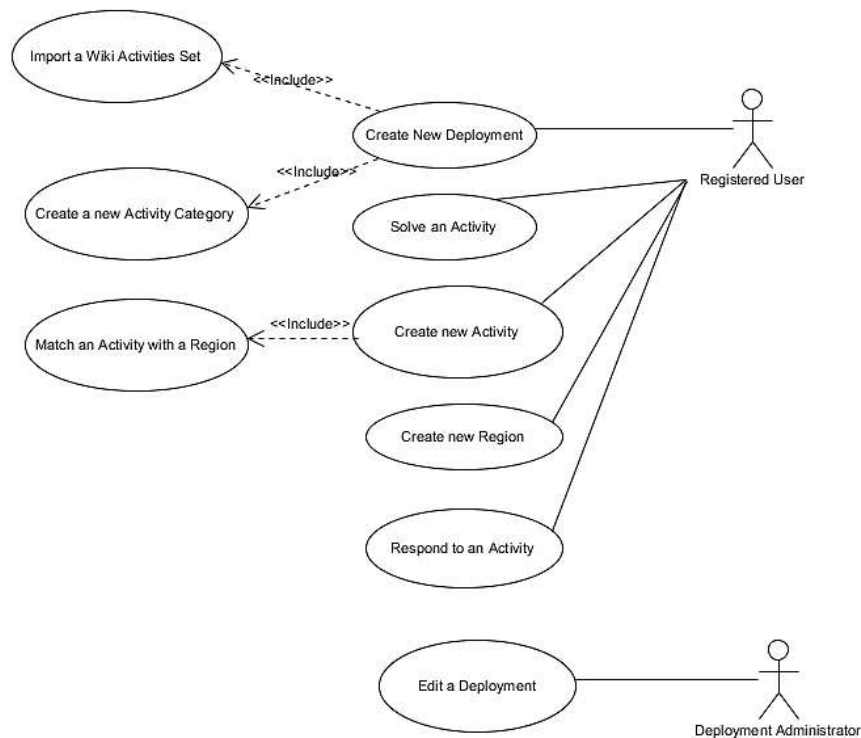 Import a Wiki Activities Set
<<Include>>
Create New Deployment
Registered User
<<Include>>
Create a new Activity Category
Solve an Activity
<<Include>>
Create new Activity
Match an Activity with a Region
Create new Region
Respond to an Activity
Edit a Deployment
Deployment Administrator